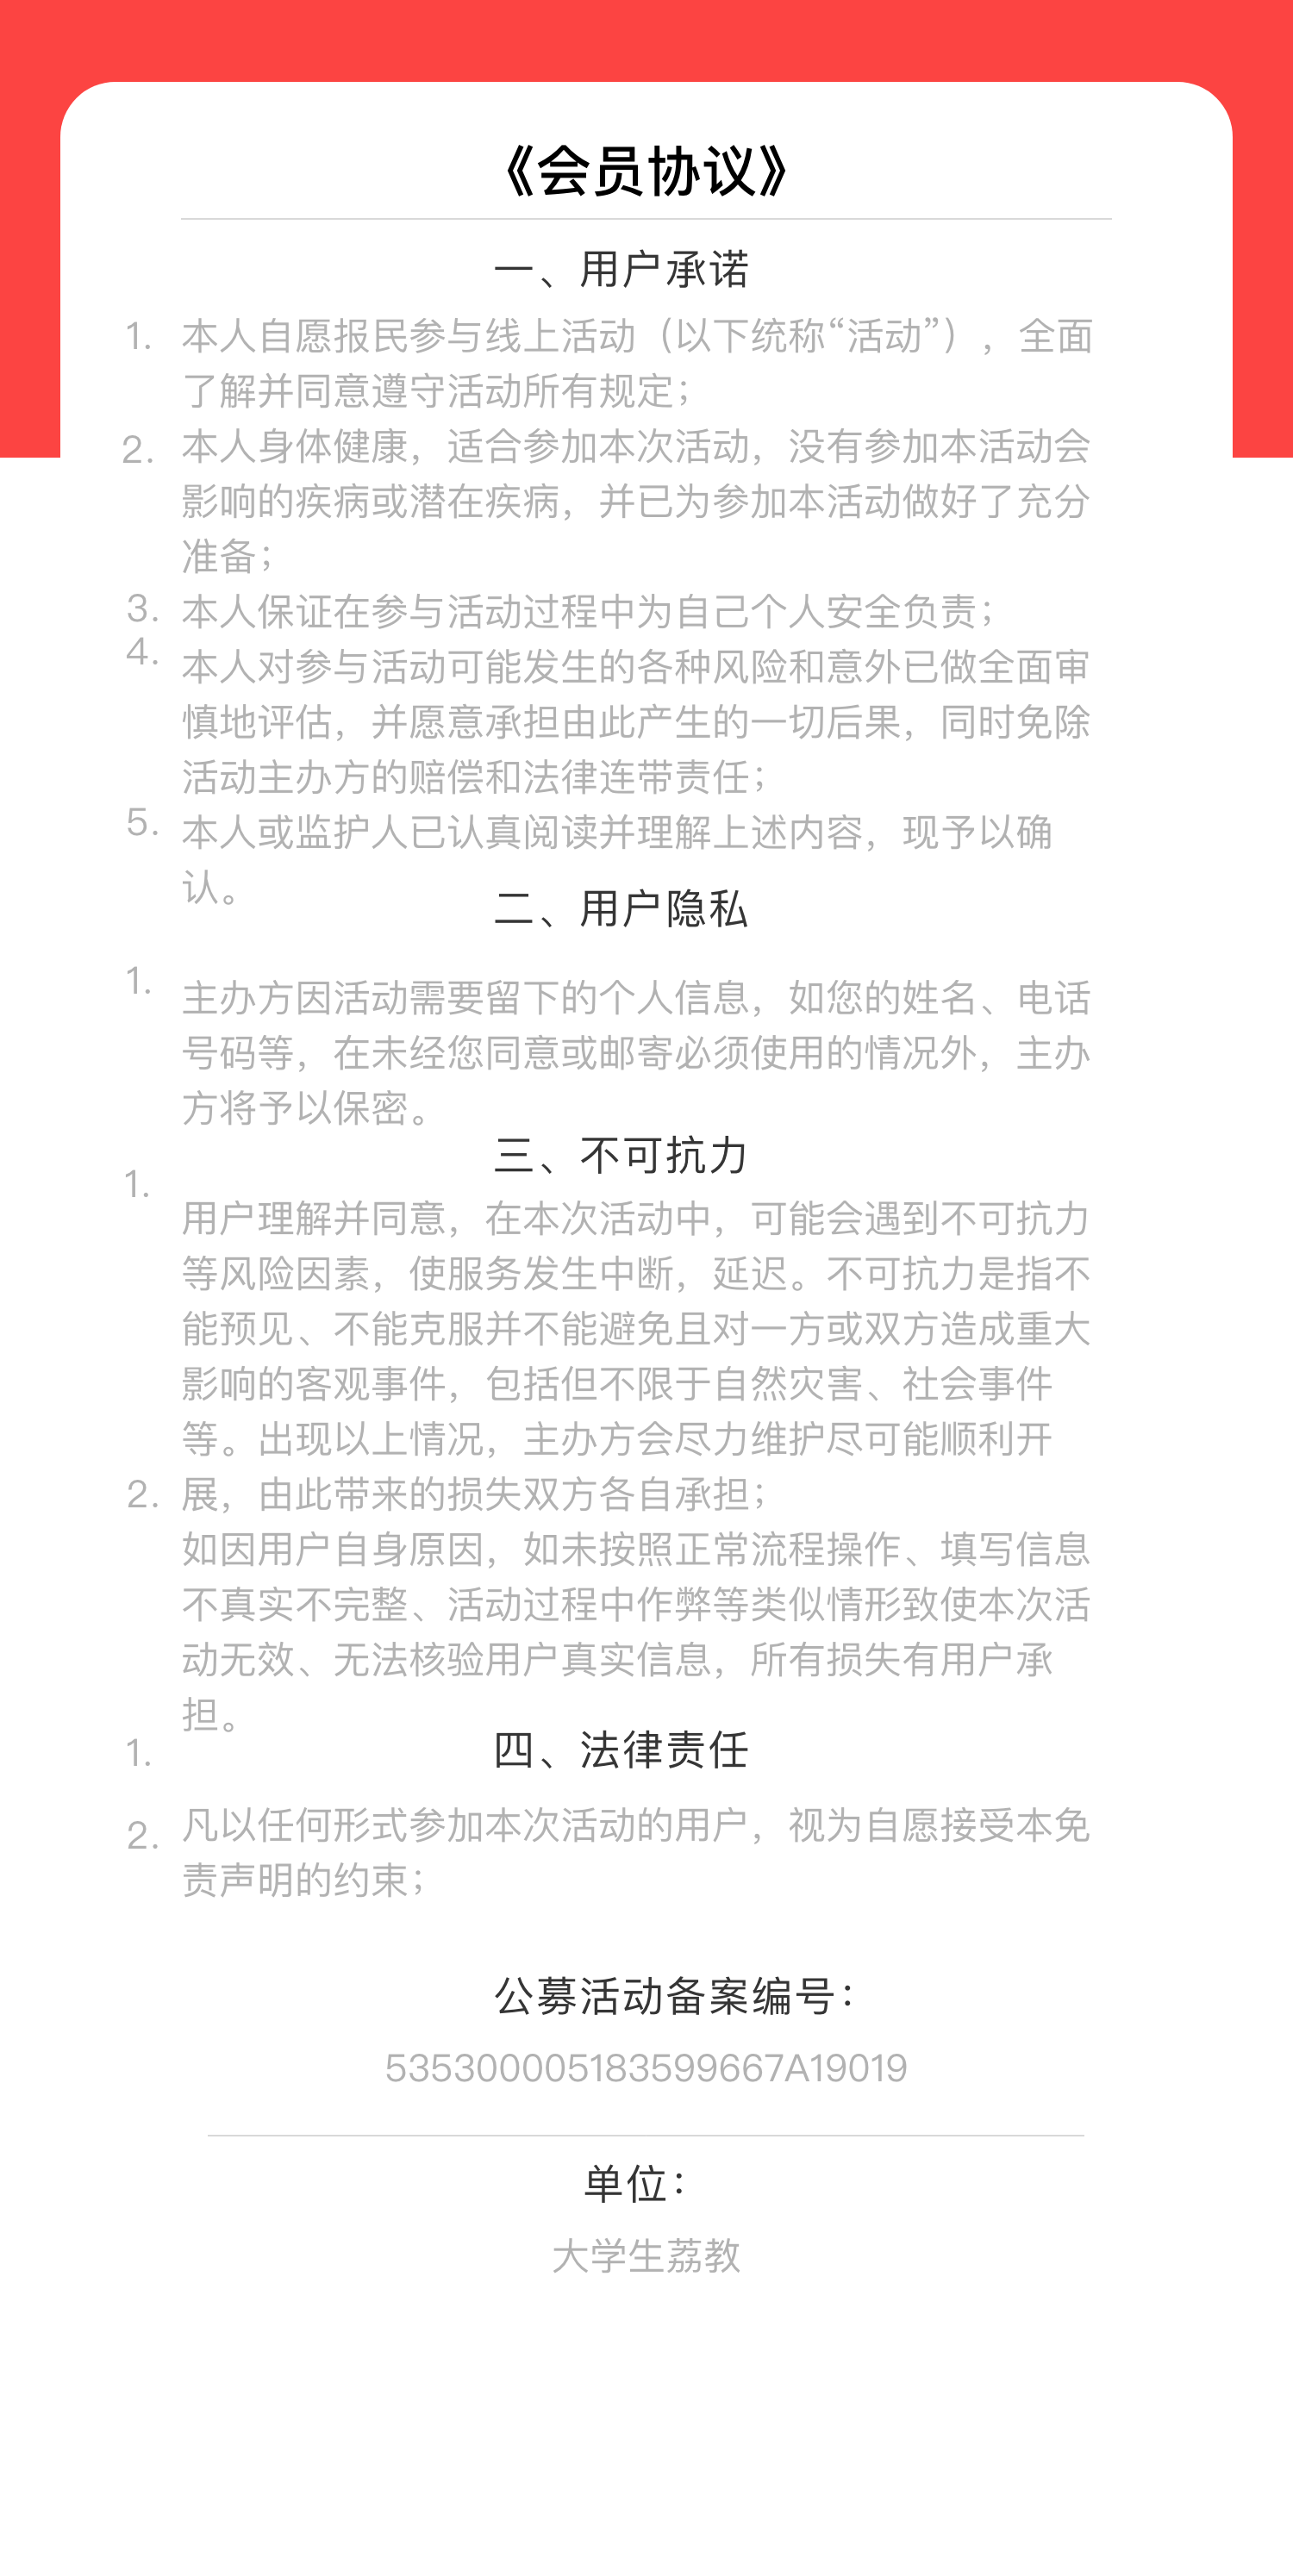 《会员协议》
一、用户承诺
1. 本人自愿报民参与线上活动（以下统称“活动”），全面
了解并同意遵守活动所有规定；
2. 本人身体健康，适合参加本次活动，没有参加本活动会
影响的疾病或潜在疾病，并已为参加本活动做好了充分
准备；
3. 本人保证在参与活动过程中为自己个人安全负责；
4. 本人对参与活动可能发生的各种风险和意外已做全面审
慎地评估，并愿意承担由此产生的一切后果，同时免除
活动主办方的赔偿和法律连带责任；
5. 本人或监护人已认真阅读并理解上述内容，现予以确
认。
二、用户隐私
1. 主办方因活动需要留下的个人信息，如您的姓名、电话
号码等，在未经您同意或邮寄必须使用的情况外，主办
方将予以保密。
三、不可抗力
1.
用户理解并同意，在本次活动中，可能会遇到不可抗力
等风险因素，使服务发生中断，延迟。不可抗力是指不
能预见、不能克服并不能避免且对一方或双方造成重大
影响的客观事件，包括但不限于自然灾害、社会事件
等。出现以上情况，主办方会尽力维护尽可能顺利开
2. 展，由此带来的损失双方各自承担；
如因用户自身原因，如未按照正常流程操作、填写信息
不真实不完整、活动过程中作弊等类似情形致使本次活
动无效、无法核验用户真实信息，所有损失有用户承
担。
1. 四、法律责任
2. 凡以任何形式参加本次活动的用户，视为自愿接受本免
责声明的约束；
公募活动备案编号：
535300005183599667A19019
单位：
大学生荔教